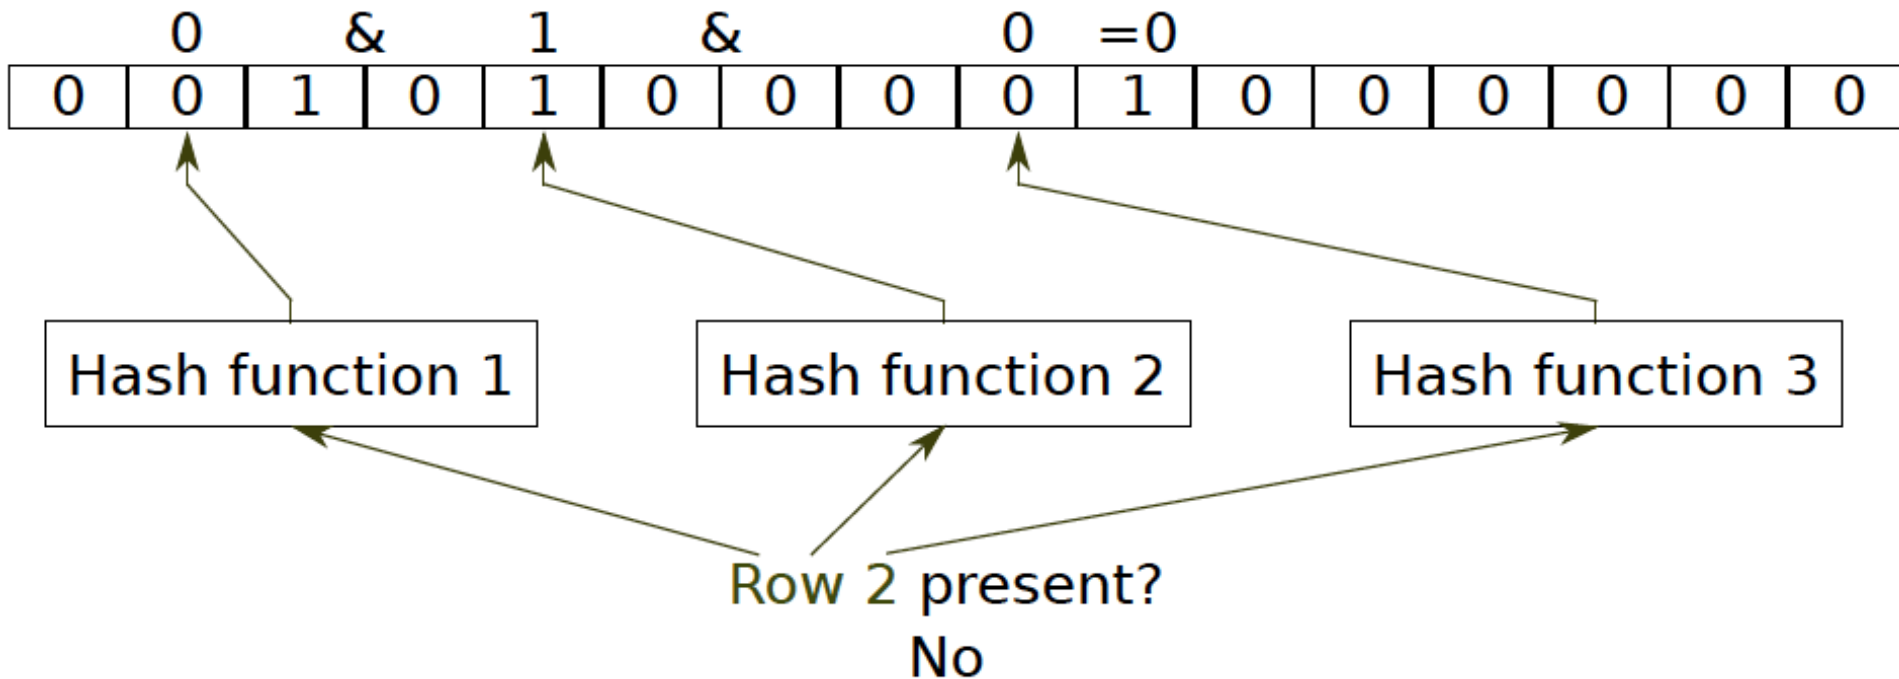 0 & 1 & 0 =0
0 0 1 0 1 0 0 0 0 1 0 0 0 0 0 0
Hash function 1 Hash function 2 Hash function 3
Row 2 present?
No